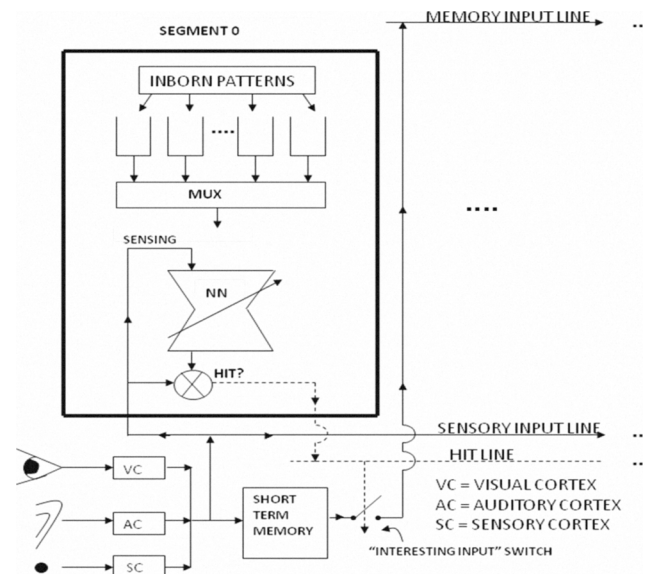 MEMORY INPUT LINE
SEGMENT 0
INBORN PATTERNS
MUX
SENSING
NN
HIT?
SENSORY INPUT LINE
HIT LINE
VC
VC = VISUAL CORTEX
AC = AUDITORY CORTEX
SC = SENSORY CORTEX
SHORT
TERM
MEMORY
AC
"INTERESTING INPUT" SWITCH
SC